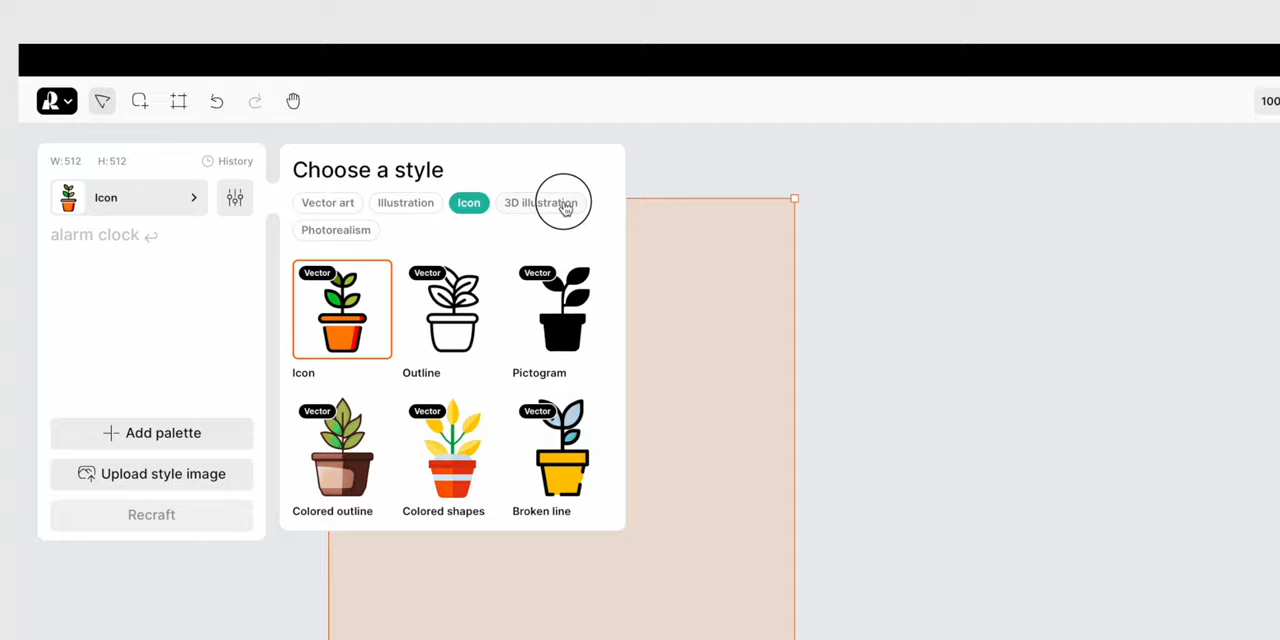 100
W: 512 H: 512 History
Icon
alarm clock
Add palette
Upload style image
Recraft
Choose a style
Vector art Illustration Icon 3D illustration
Photorealism
Vector Vector Vector
Icon Outline Pictogram
Vector Vector Vector
Colored outline Colored shapes Broken line